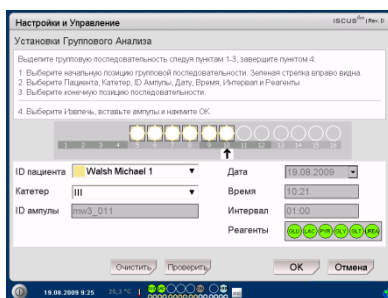 Настройки и Управление
ISCUSflex | Rev. D
Установки Группового Анализа
Выделите групповую последовательность следуя пунктам 1-3, завершите пунктом 4:
1. Выберите начальную позицию групповой последовательности. Зеленая стрелка вправо видна.
2. Выберите Пациента, Катетер, ID Ампулы, Дату, Время, Интервал и Реагенты.
3. Выберите конечную позицию последовательности.
4. Выберите Извлечь, вставьте ампулы и нажмите OK.
1 2 3 4 5 6 7 8 9 10 11 12 13 14 15 16
ID пациента Walsh Michael 1 Дата 19.08.2009
Катетер III Время 10:21
ID ампулы mw3_011 Интервал 01:00
Реагенты GLU LAC PYR GLY GLT UREA
Очистить Проверить OK Отмена
19.08.2009 9:25 25,3 °C